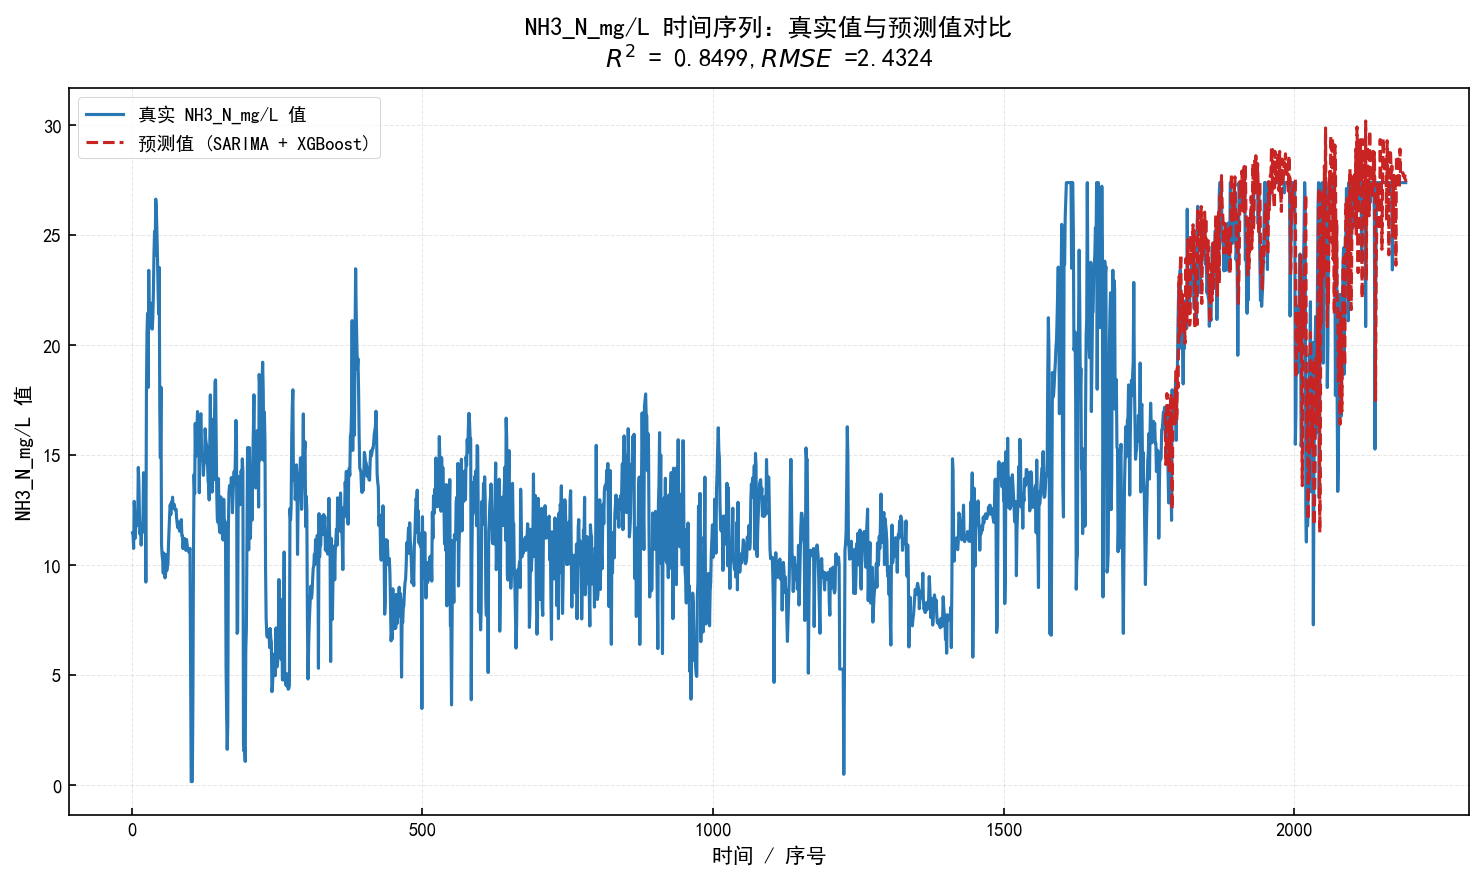 NH3_N_mg/L 时间序列：真实值与预测值对比
R² = 0.8499, RMSE =2.4324
真实 NH3_N_mg/L 值
预测值 (SARIMA + XGBoost)
NH3_N_mg/L 值
30
25
20
15
10
5
0
0 500 1000 1500 2000
时间 / 序号